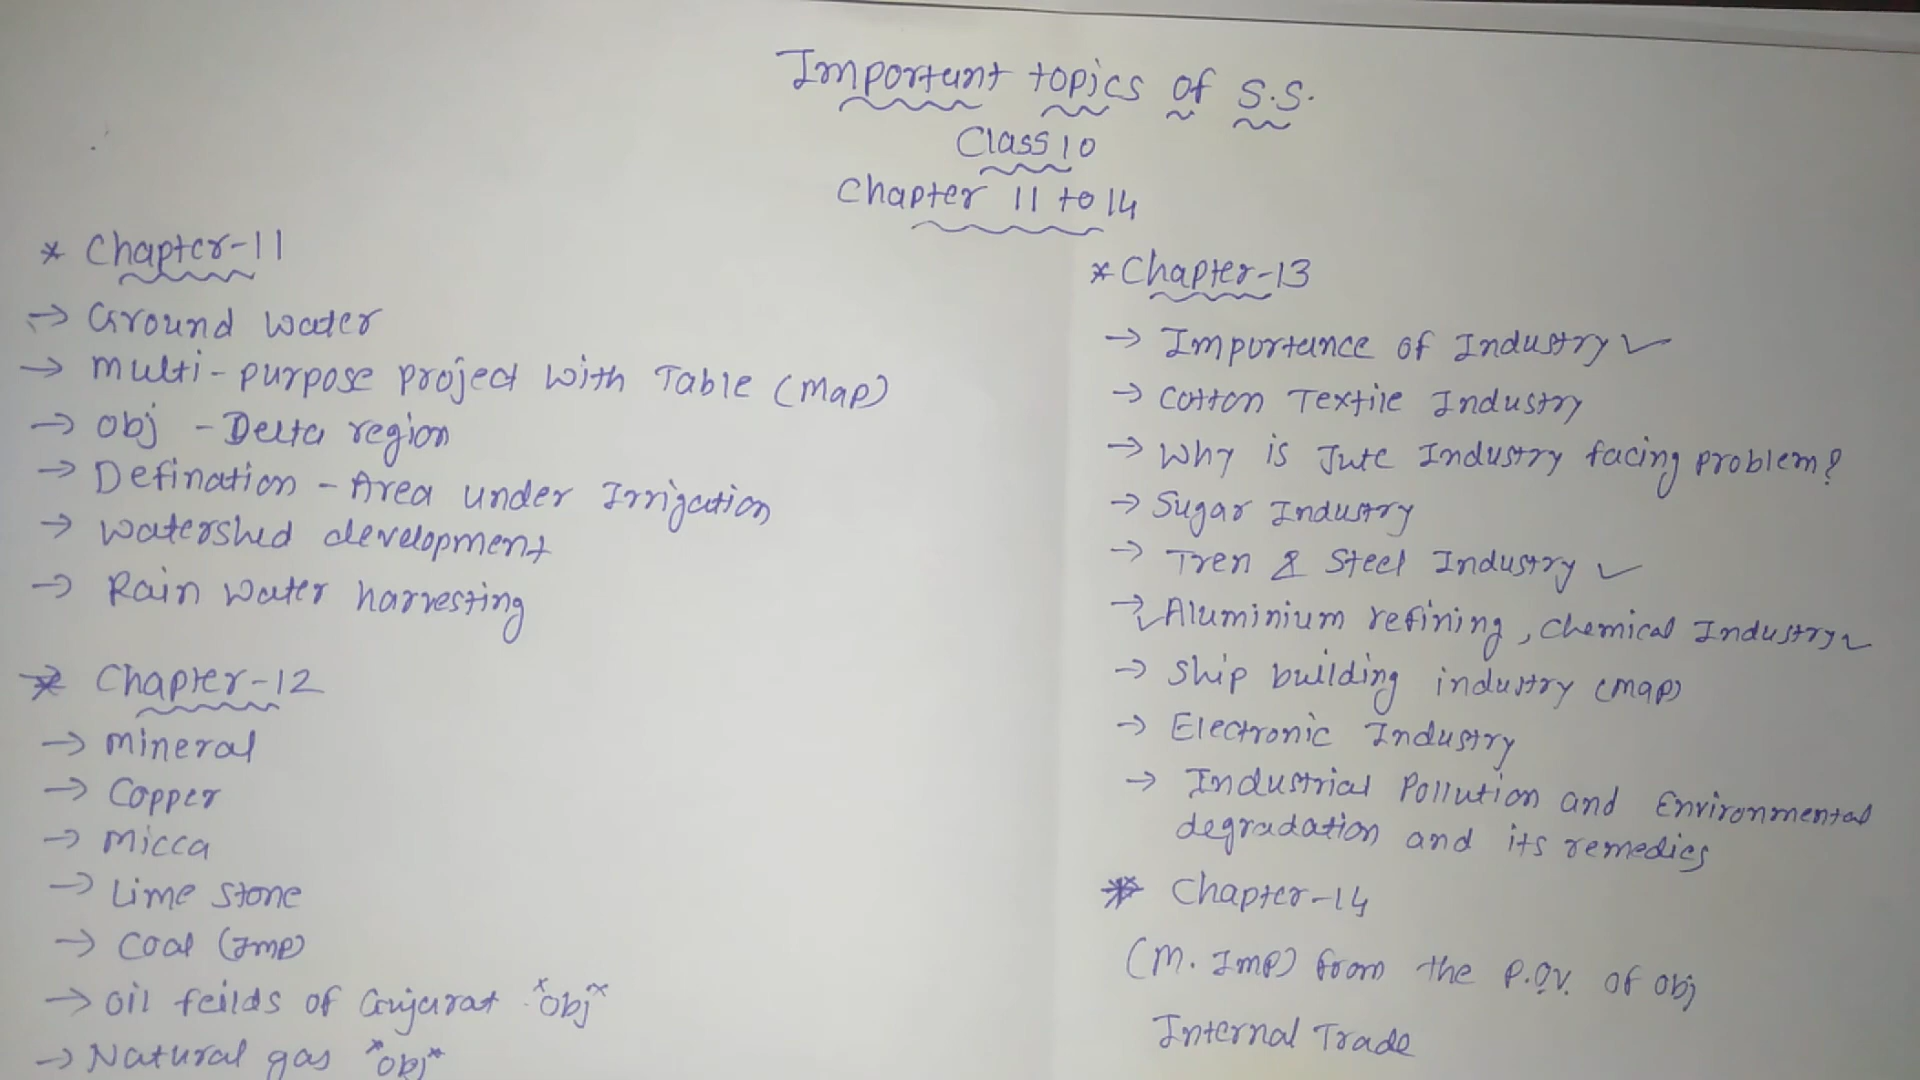 Important topics of S.S.
Class 10
Chapter 11 to 14
* Chapter-11
→ Ground water
→ Multi-purpose project with Table (Map)
→ Obj - Delta region
→ Defination - Area under Irrigation
→ Watershed development
→ Rain water harvesting
* Chapter-12
→ Mineral
→ Copper
→ Micca
→ Lime stone
→ Coal (Imp)
→ Oil feilds of Gujarat *Obj*
→ Natural gas *Obj*
* Chapter-13
→ Importance of Industry ✓
→ Cotton Textile Industry
→ Why is Jute Industry facing problem?
→ Sugar Industry
→ Iren & Steel Industry ✓
→ ✓ Aluminium refining, Chemical Industry ✓
→ Ship building industry (Map)
→ Electronic Industry
→ Industrial Pollution and Environmental
degradation and its remedies
* Chapter-14
(M. Imp) from the P.O.V. of obj
Internal Trade